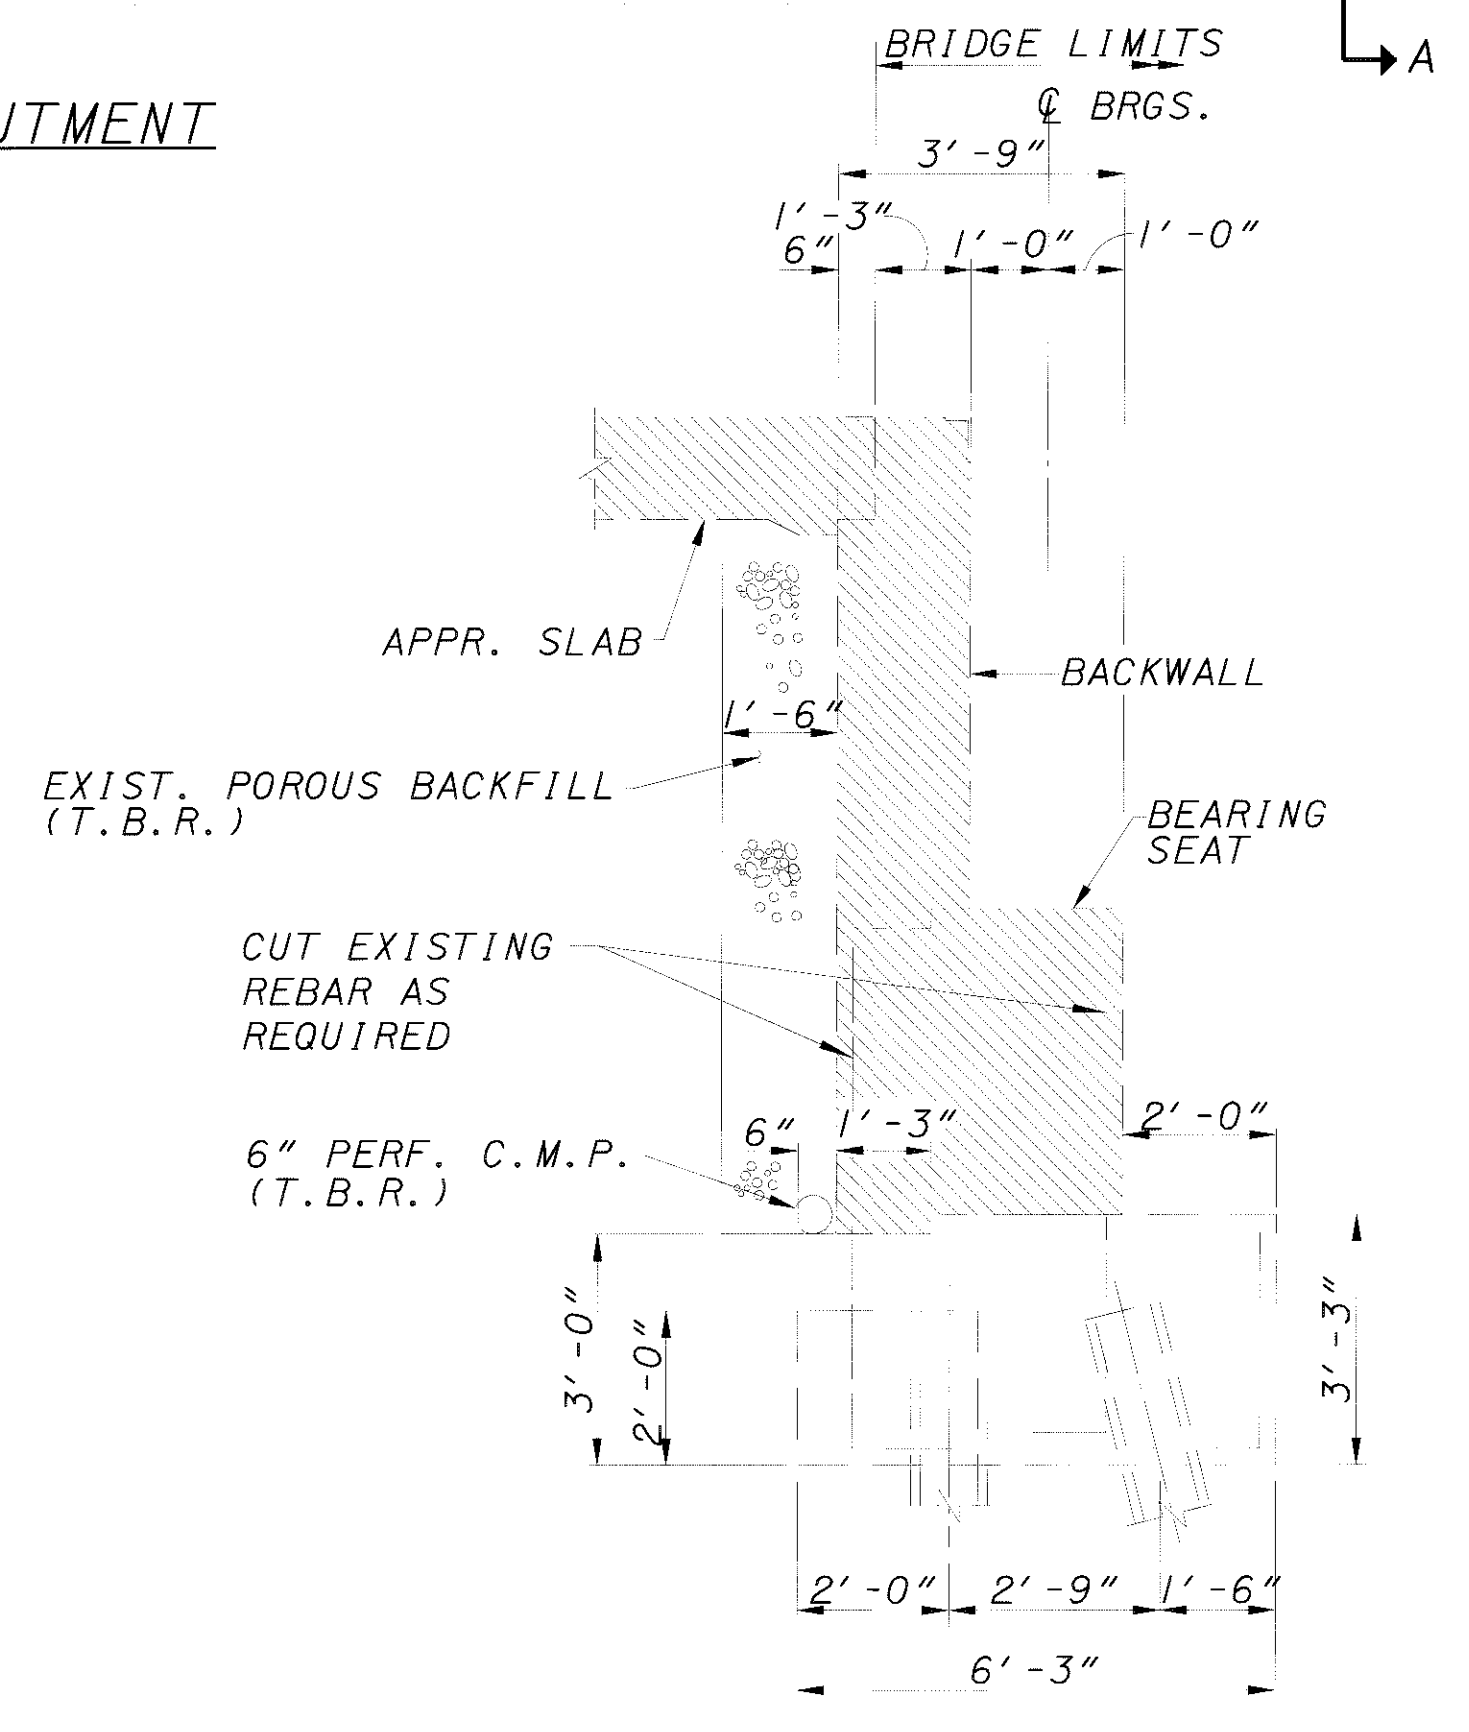 BRIDGE LIMITS
A
UTMENT
℄ BRGS.
3'-9"
1'-3"
6"
1'-0"
1'-0"
APPR. SLAB
BACKWALL
1'-6"
EXIST. POROUS BACKFILL
(T.B.R.)
BEARING
SEAT
CUT EXISTING
REBAR AS
REQUIRED
6"
1'-3"
2'-0"
6" PERF. C.M.P.
(T.B.R.)
3'-0"
2'-0"
3'-3"
2'-0"
2'-9"
1'-6"
6'-3"